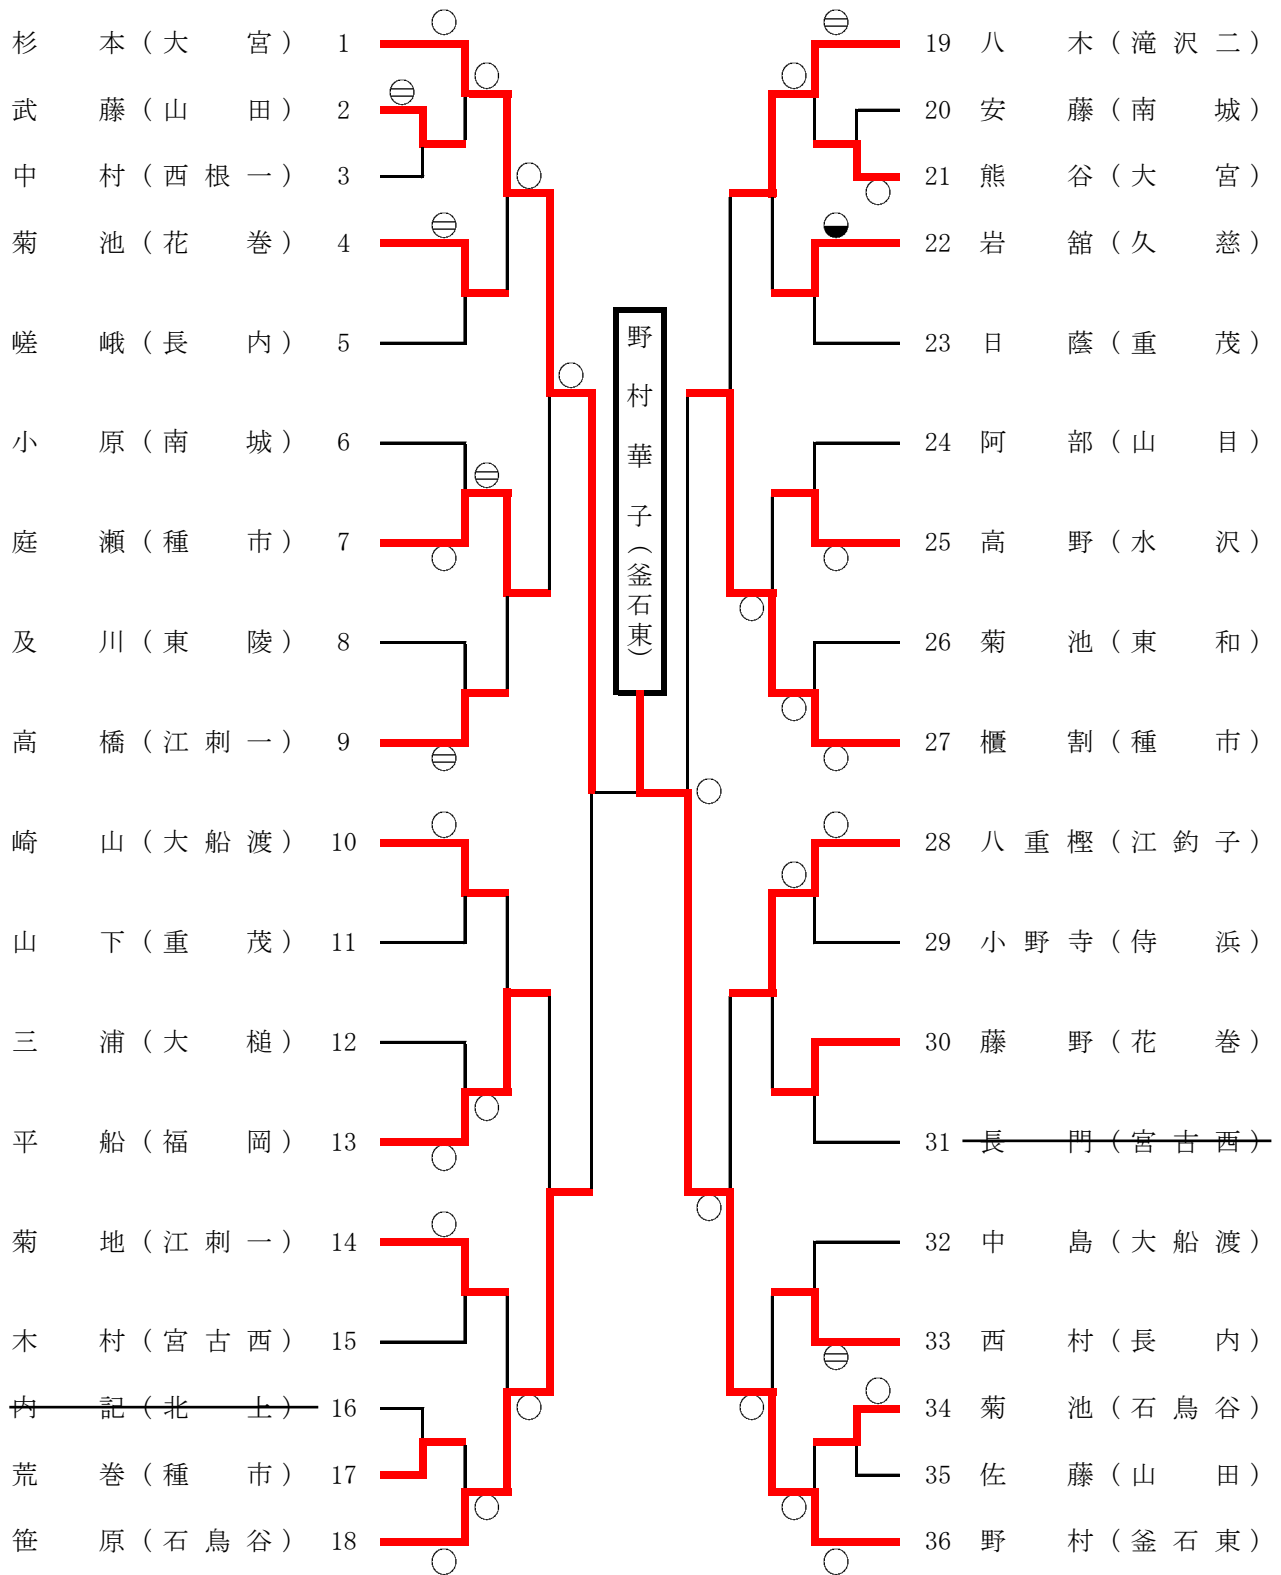 杉本（大宮） 1
武藤（山田） 2
中村（西根一） 3
菊池（花巻） 4
嵯峨（長内） 5
小原（南城） 6
庭瀬（種市） 7
及川（東陵） 8
高橋（江刺一） 9
崎山（大船渡） 10
山下（重茂） 11
三浦（大槌） 12
平船（福岡） 13
菊地（江刺一） 14
木村（宮古西） 15
内記（北上） 16
荒巻（種市） 17
笹原（石鳥谷） 18
野村華子（釜石東）
19 八木（滝沢二）
20 安藤（南城）
21 熊谷（大宮）
22 岩舘（久慈）
23 日蔭（重茂）
24 阿部（山目）
25 高野（水沢）
26 菊池（東和）
27 櫃割（種市）
28 八重樫（江釣子）
29 小野寺（侍浜）
30 藤野（花巻）
31 長門（宮古西）
32 中島（大船渡）
33 西村（長内）
34 菊池（石鳥谷）
35 佐藤（山田）
36 野村（釜石東）